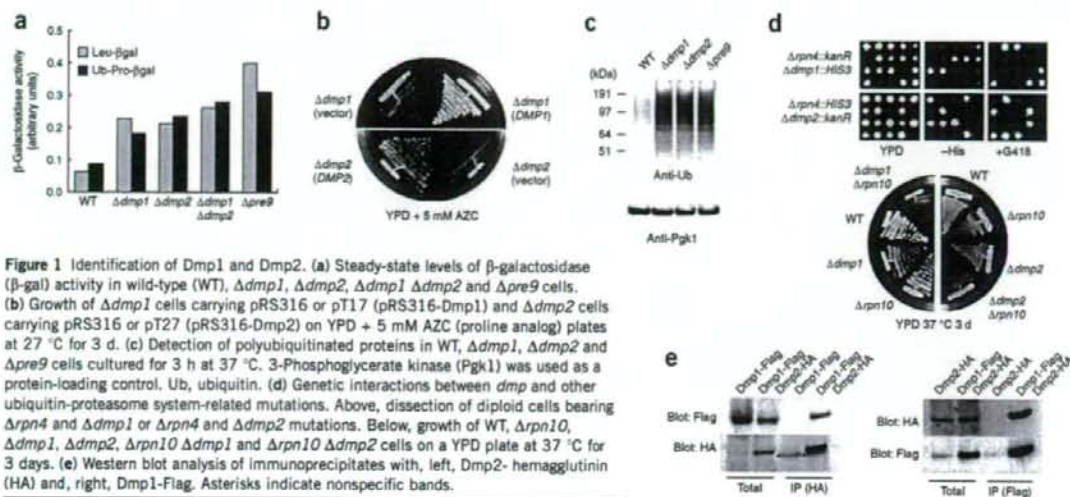 a
β-Galactosidase activity
(arbitrary units)
0.5
0.4
0.3
0.2
0.1
0.0
Leu-βgal
Ub-Pro-βgal
WT
Δdmp1
Δdmp2
Δdmp1
Δdmp2
Δpre9
b
Δdmp1
(vector)
Δdmp1
(DMP1)
Δdmp2
(DMP2)
Δdmp2
(vector)
YPD + 5 mM AZC
c
WT
Δdmp1
Δdmp2
Δpre9
(kDa)
191
97
64
51
Anti-Ub
Anti-Pgk1
d
Δrpn4::kanR
Δdmp1::HIS3
Δrpn4::HIS3
Δdmp2::kanR
YPD
–His
+G418
Δdmp1
Δrpn10
WT
WT
Δrpn10
Δdmp1
Δdmp2
Δrpn10
Δdmp2
Δrpn10
YPD 37 °C 3 d
Figure 1 Identification of Dmp1 and Dmp2. (a) Steady-state levels of β-galactosidase
(β-gal) activity in wild-type (WT), Δdmp1, Δdmp2, Δdmp1 Δdmp2 and Δpre9 cells.
(b) Growth of Δdmp1 cells carrying pRS316 or pT17 (pRS316-Dmp1) and Δdmp2 cells
carrying pRS316 or pT27 (pRS316-Dmp2) on YPD + 5 mM AZC (proline analog) plates
at 27 °C for 3 d. (c) Detection of polyubiquitinated proteins in WT, Δdmp1, Δdmp2 and
Δpre9 cells cultured for 3 h at 37 °C. 3-Phosphoglycerate kinase (Pgk1) was used as a
protein-loading control. Ub, ubiquitin. (d) Genetic interactions between dmp and other
ubiquitin-proteasome system-related mutations. Above, dissection of diploid cells bearing
Δrpn4 and Δdmp1 or Δrpn4 and Δdmp2 mutations. Below, growth of WT, Δrpn10,
Δdmp1, Δdmp2, Δrpn10 Δdmp1 and Δrpn10 Δdmp2 cells on a YPD plate at 37 °C for
3 days. (e) Western blot analysis of immunoprecipitates with, left, Dmp2- hemagglutinin
(HA) and, right, Dmp1-Flag. Asterisks indicate nonspecific bands.
e
Dmp1-Flag
Dmp1-Flag
Dmp2-HA
Dmp1-Flag
Dmp1-Flag
Dmp2-HA
Blot: Flag
Blot: HA
Total
IP (HA)
Dmp2-HA
Dmp1-Flag
Dmp2-HA
Dmp2-HA
Dmp1-Flag
Dmp2-HA
Blot: HA
Blot: Flag
Total
IP (Flag)